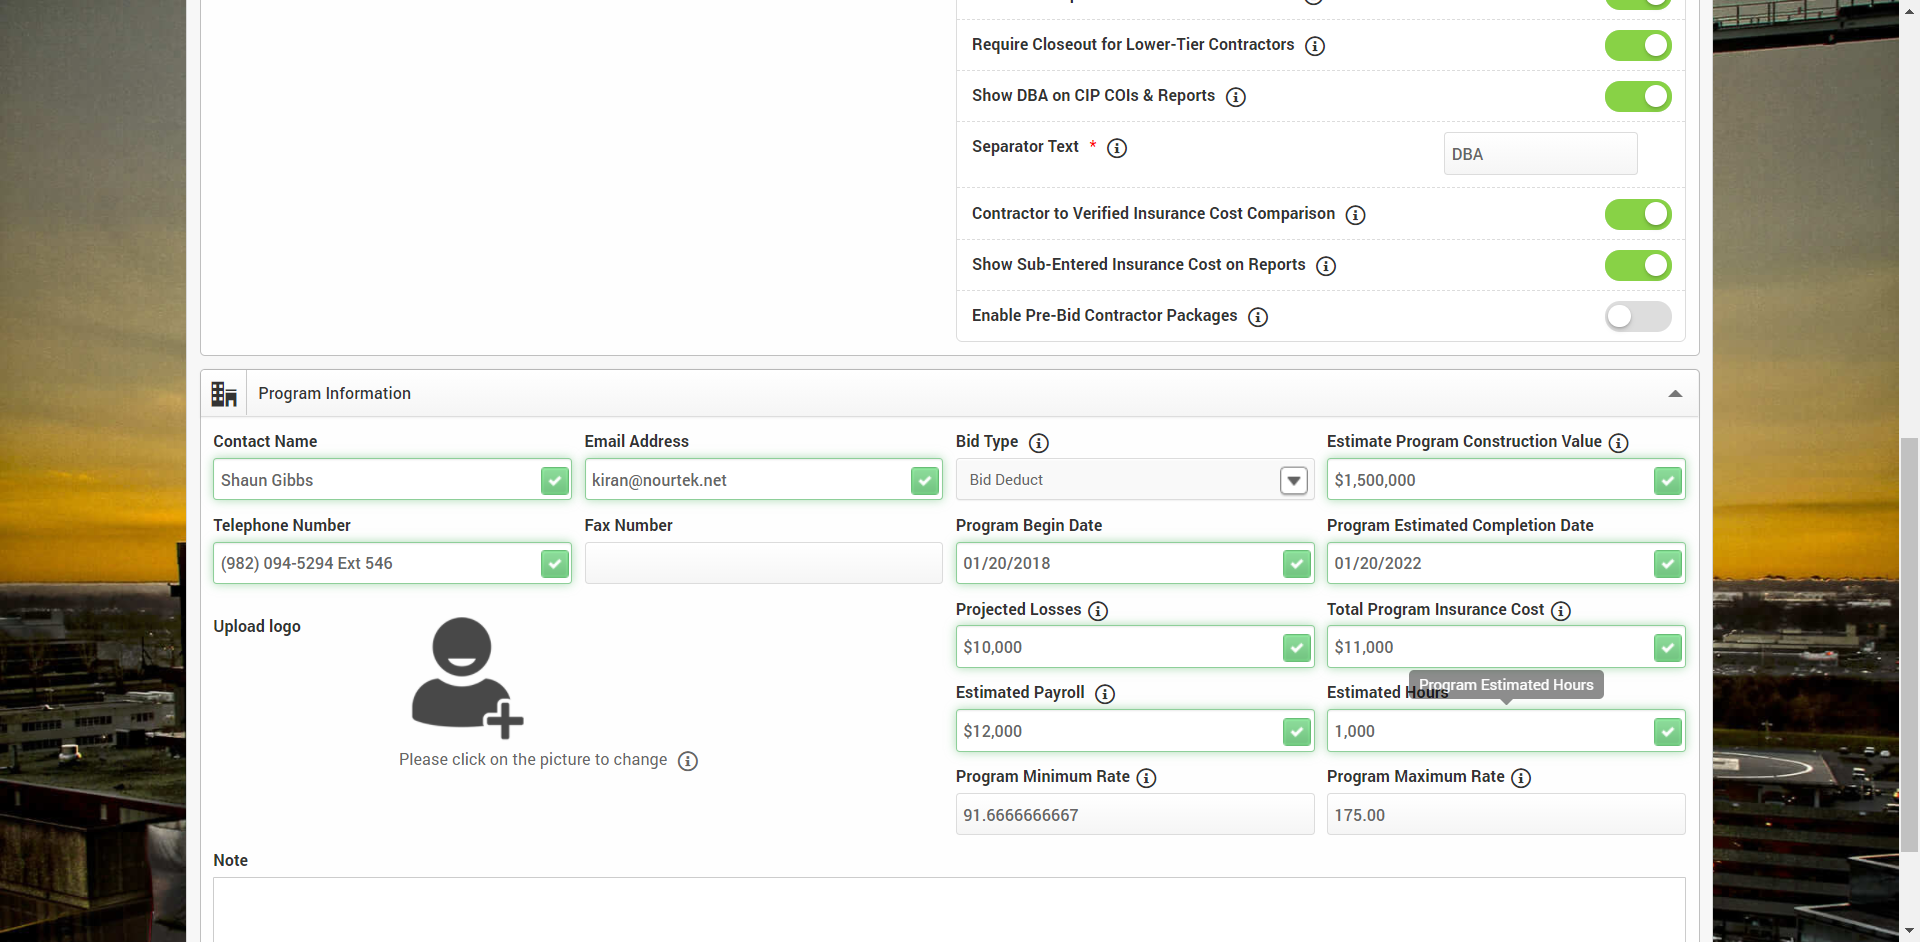 Require Closeout for Lower-Tier Contractors
Show DBA on CIP COIs & Reports
Separator Text *
DBA
Contractor to Verified Insurance Cost Comparison
Show Sub-Entered Insurance Cost on Reports
Enable Pre-Bid Contractor Packages
Program Information
Contact Name
Email Address
Bid Type
Estimate Program Construction Value
Shaun Gibbs
kiran@nourtek.net
Bid Deduct
$1,500,000
Telephone Number
Fax Number
Program Begin Date
Program Estimated Completion Date
(982) 094-5294 Ext 546
01/20/2018
01/20/2022
Upload logo
Projected Losses
Total Program Insurance Cost
$10,000
$11,000
Program Estimated Hours
Estimated Payroll
Estimated Hours
$12,000
1,000
Please click on the picture to change
Program Minimum Rate
Program Maximum Rate
91.6666666667
175.00
Note